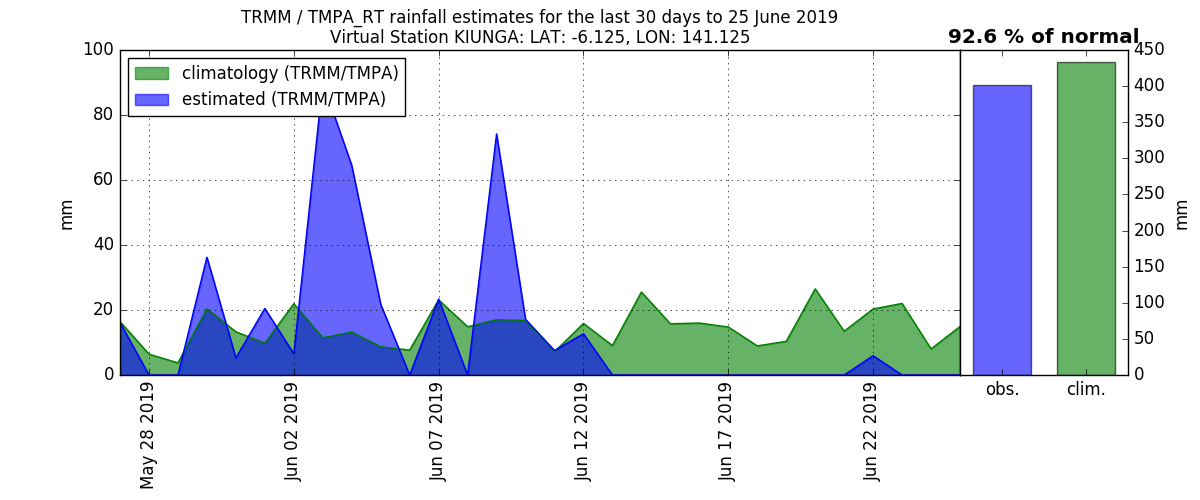 TRMM / TMPA_RT rainfall estimates for the last 30 days to 25 June 2019
Virtual Station KIUNGA: LAT: -6.125, LON: 141.125
92.6 % of normal
climatology (TRMM/TMPA)
estimated (TRMM/TMPA)
mm
100
80
60
40
20
0
May 28 2019
Jun 02 2019
Jun 07 2019
Jun 12 2019
Jun 17 2019
Jun 22 2019
obs.
clim.
450
400
350
300
250
200
150
100
50
0
mm